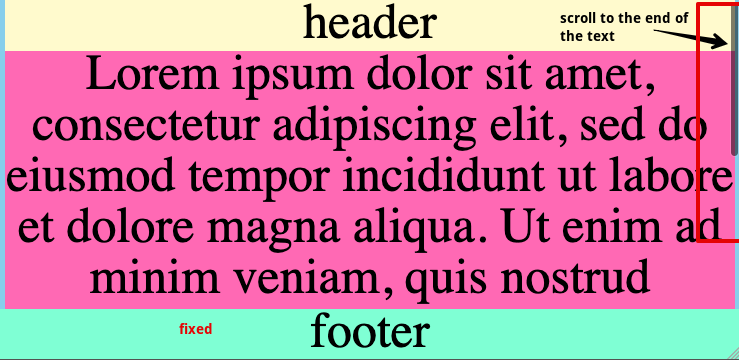 header
scroll to the end of
the text
Lorem ipsum dolor sit amet,
consectetur adipiscing elit, sed do
eiusmod tempor incididunt ut labore
et dolore magna aliqua. Ut enim ad
minim veniam, quis nostrud
fixed
footer